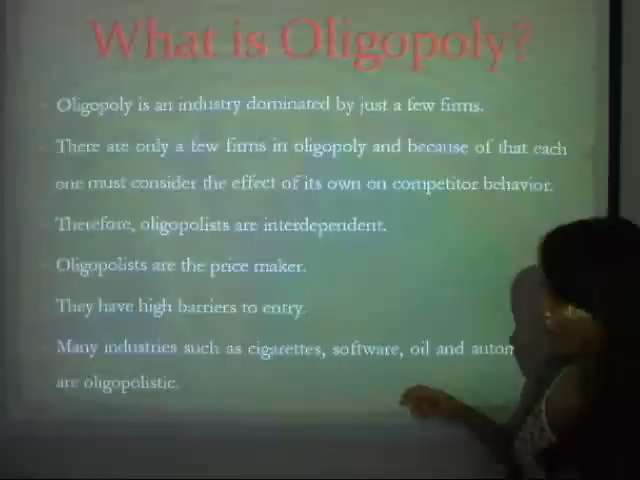 What is Oligopoly?
Oligopoly is an industry dominated by just a few firms.
There are only a few firms in oligopoly and because of that each
one must consider the effect of its own on competitor behavior.
Therefore, oligopolists are interdependent.
Oligopolists are the price maker.
They have high barriers to entry.
Many industries such as cigarettes, software, oil and
are oligopolistic.